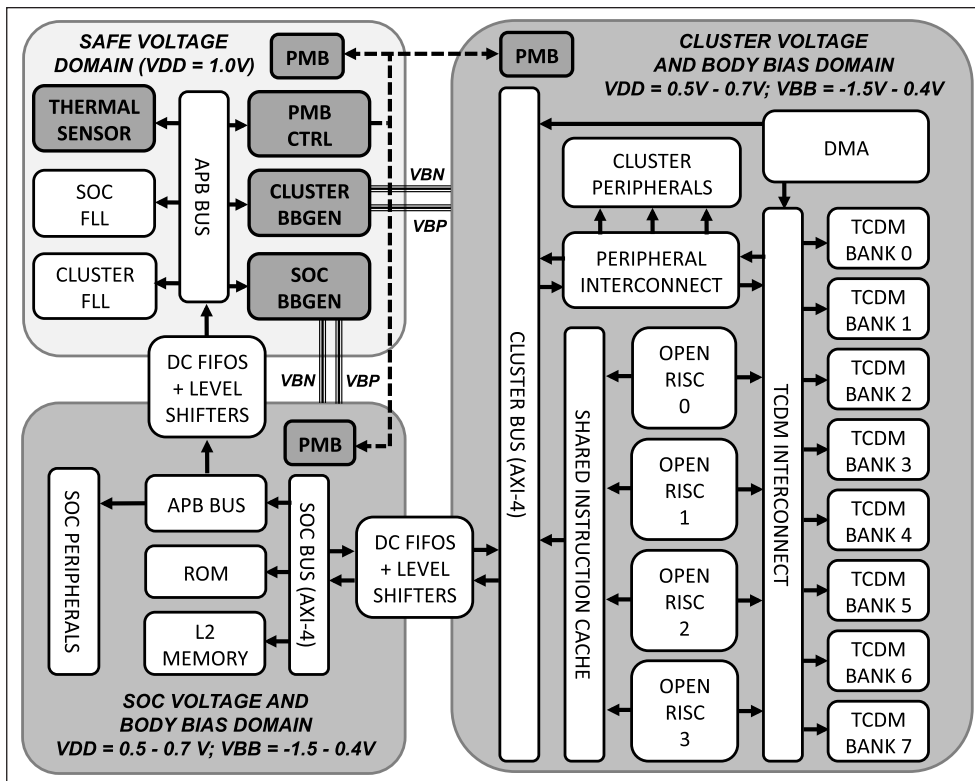 SAFE VOLTAGE
DOMAIN (VDD = 1.0V)
PMB
THERMAL
SENSOR
SOC
FLL
CLUSTER
FLL
APB BUS
PMB
CTRL
CLUSTER
BBGEN
SOC
BBGEN
VBN
VBP
VBN
VBP
DC FIFOS
+ LEVEL
SHIFTERS
PMB
SOC PERIPHERALS
APB BUS
ROM
L2
MEMORY
SOC BUS (AXI-4)
SOC VOLTAGE AND
BODY BIAS DOMAIN
VDD = 0.5 - 0.7 V; VBB = -1.5 - 0.4V
DC FIFOS
+ LEVEL
SHIFTERS
PMB
CLUSTER VOLTAGE
AND BODY BIAS DOMAIN
VDD = 0.5V - 0.7V; VBB = -1.5V - 0.4V
CLUSTER BUS (AXI-4)
DMA
CLUSTER
PERIPHERALS
PERIPHERAL
INTERCONNECT
SHARED INSTRUCTION CACHE
OPEN
RISC
0
OPEN
RISC
1
OPEN
RISC
2
OPEN
RISC
3
TCDM INTERCONNECT
TCDM
BANK 0
TCDM
BANK 1
TCDM
BANK 2
TCDM
BANK 3
TCDM
BANK 4
TCDM
BANK 5
TCDM
BANK 6
TCDM
BANK 7